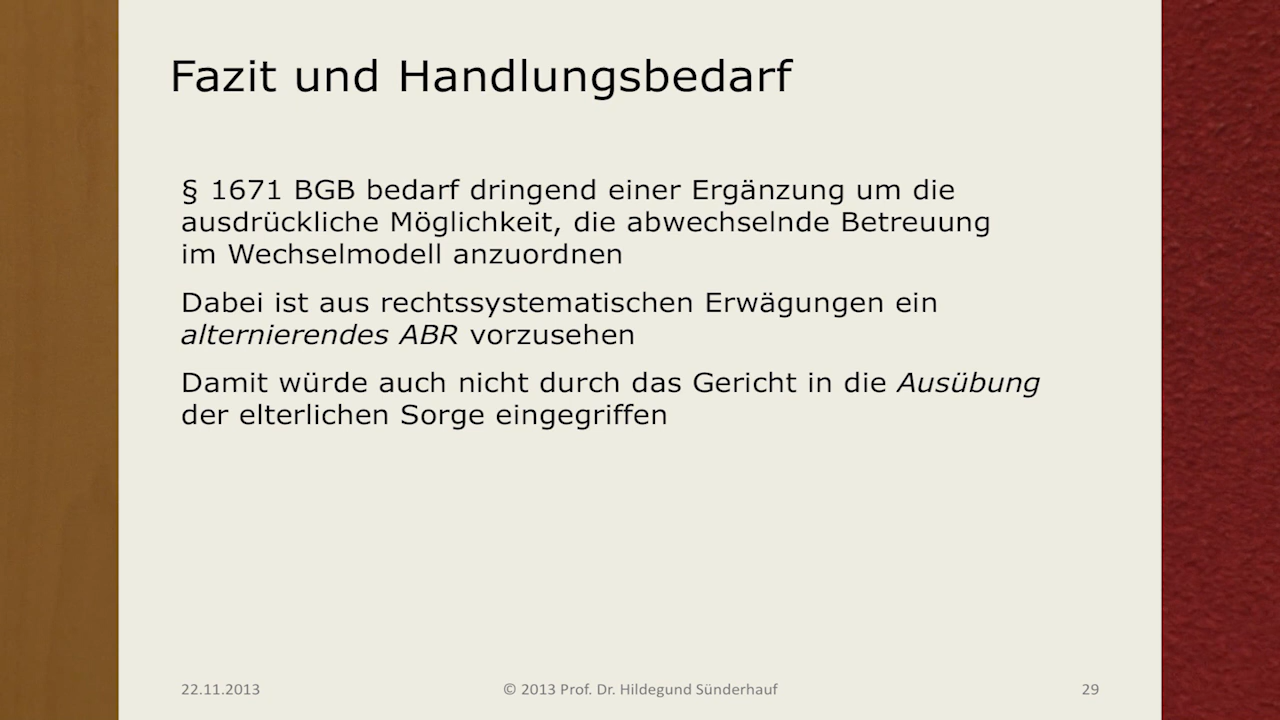 Fazit und Handlungsbedarf
§ 1671 BGB bedarf dringend einer Ergänzung um die
ausdrückliche Möglichkeit, die abwechselnde Betreuung
im Wechselmodell anzuordnen
Dabei ist aus rechtssystematischen Erwägungen ein
alternierendes ABR vorzusehen
Damit würde auch nicht durch das Gericht in die Ausübung
der elterlichen Sorge eingegriffen
22.11.2013
© 2013 Prof. Dr. Hildegund Sünderhauf
29